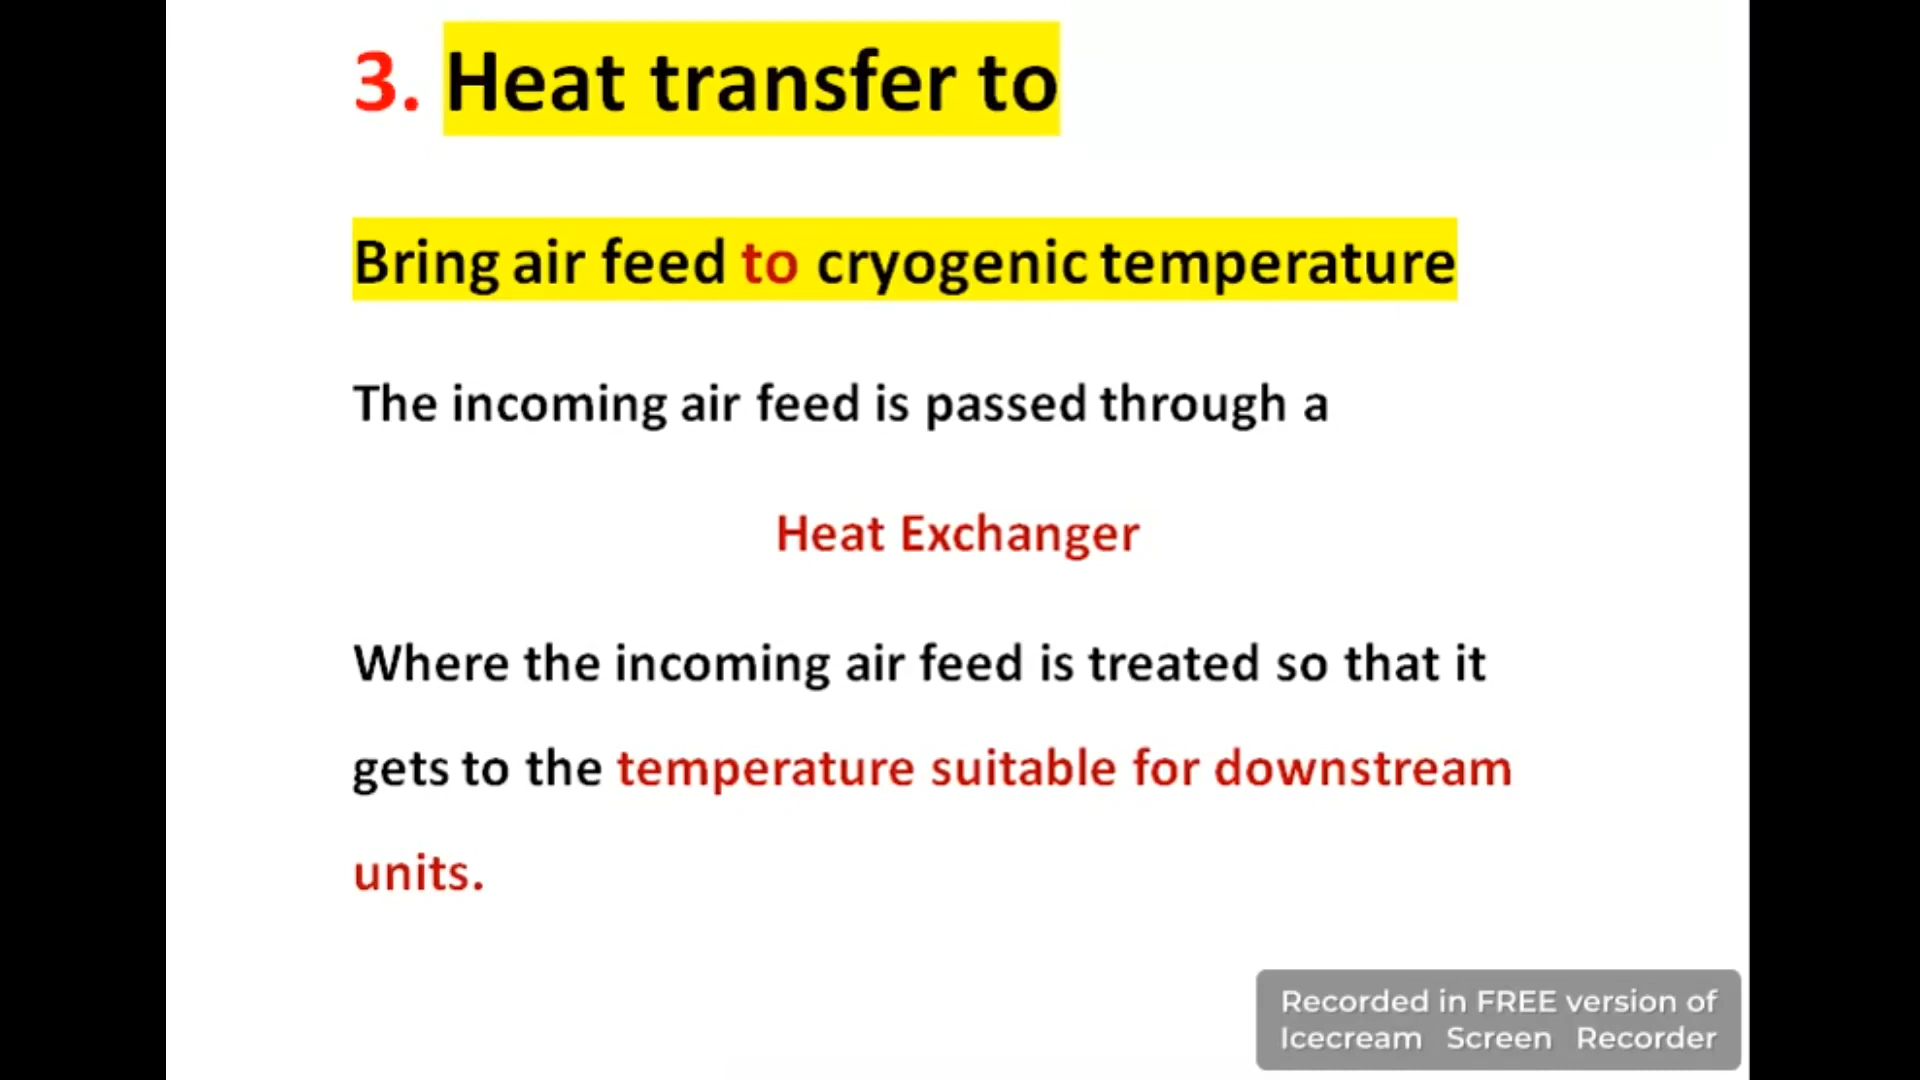 3. Heat transfer to
Bring air feed to cryogenic temperature
The incoming air feed is passed through a
Heat Exchanger
Where the incoming air feed is treated so that it
gets to the temperature suitable for downstream
units.
Recorded in FREE version of
Icecream Screen Recorder